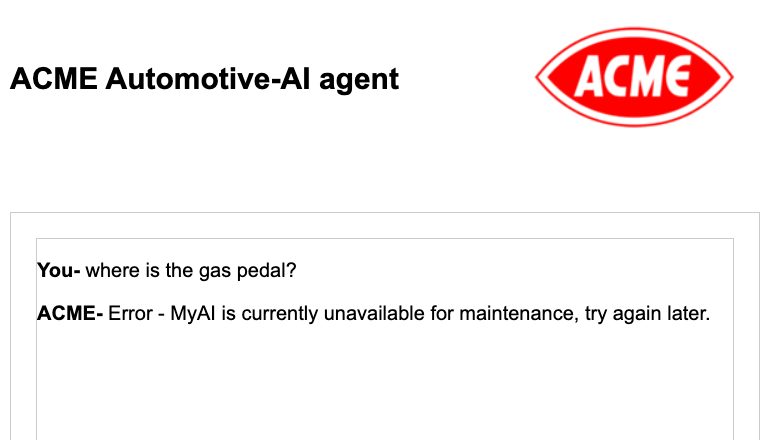 ACME Automotive-AI agent
ACME
You- where is the gas pedal?
ACME- Error - MyAI is currently unavailable for maintenance, try again later.